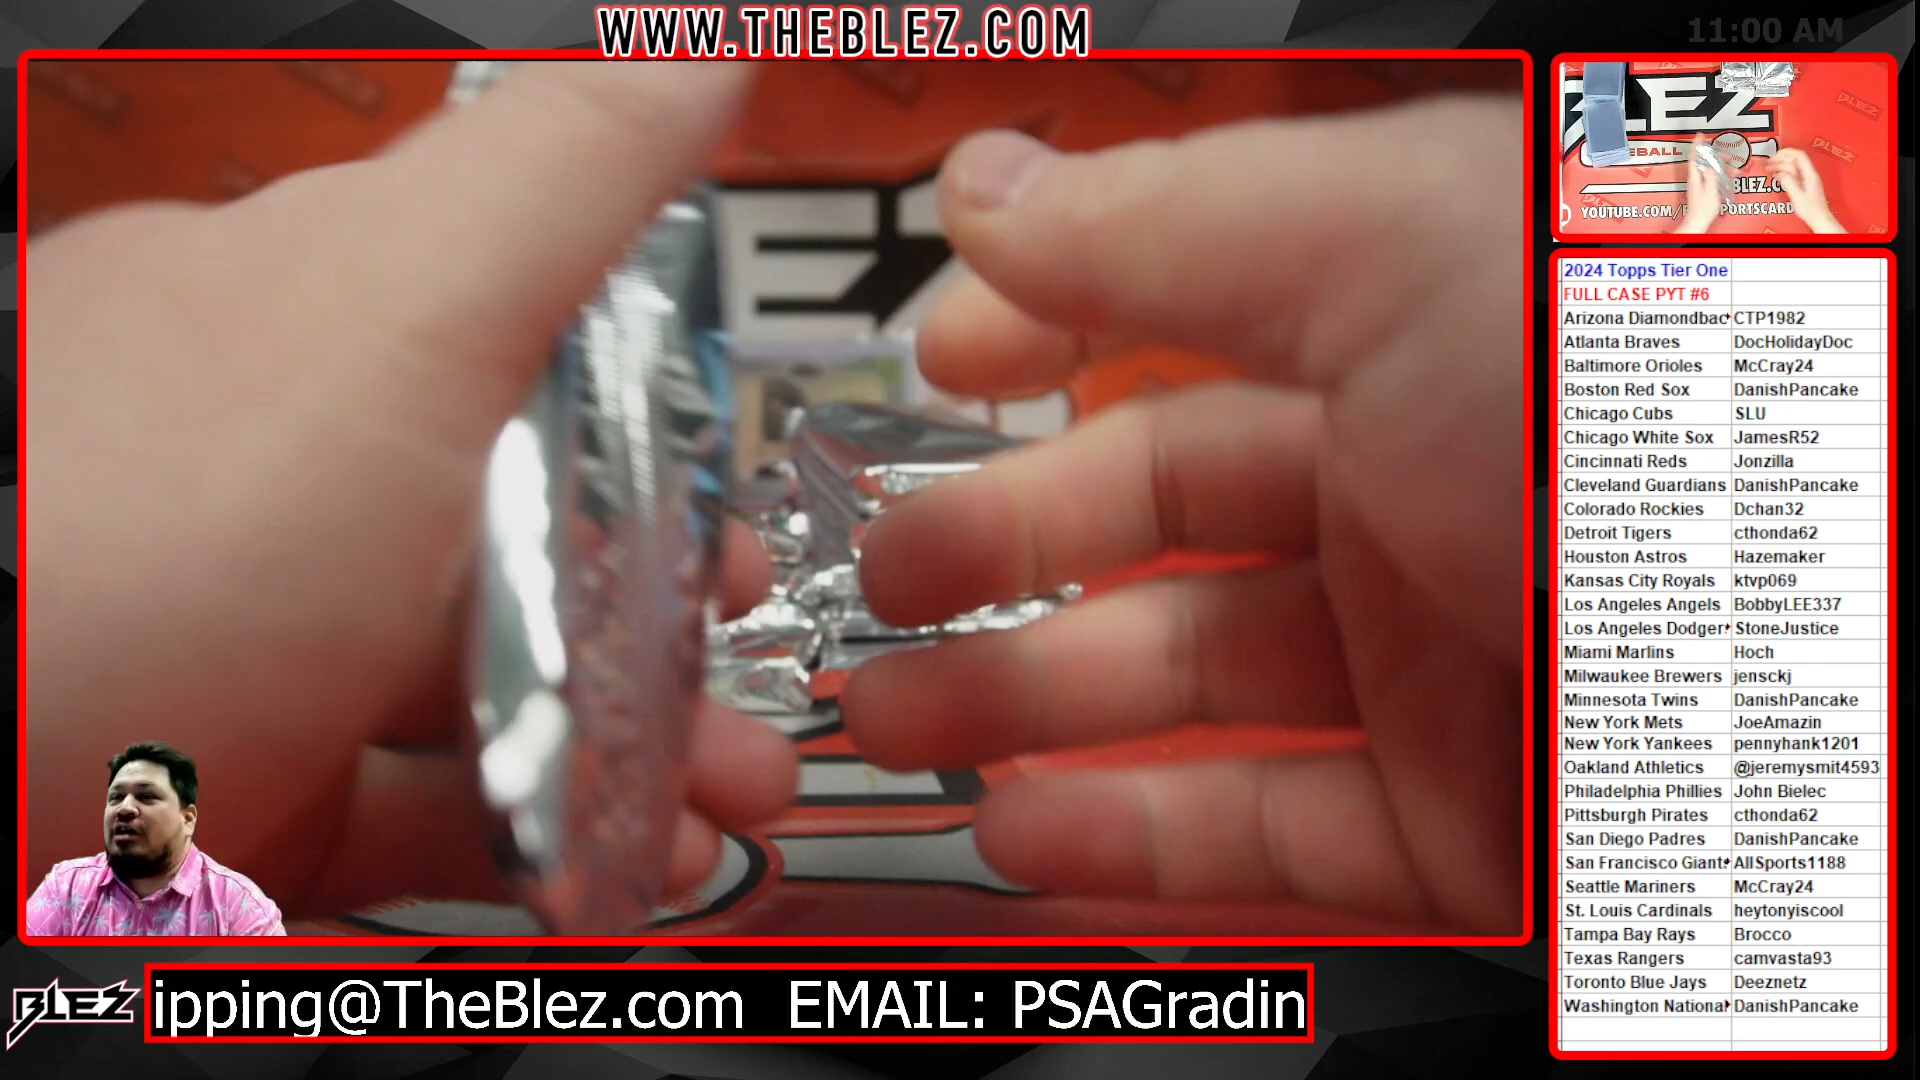 WWW.THEBLEZ.COM
11:00 AM
EZ
BLEZ
BLEZ
BLEZ
EBALL
BLEZ.C
YOUTUBE.COM/
PORTSCARD
2024 Topps Tier One
FULL CASE PYT #6
Arizona Diamondbac CTP1982
Atlanta Braves DocHolidayDoc
Baltimore Orioles McCray24
Boston Red Sox DanishPancake
Chicago Cubs SLU
Chicago White Sox JamesR52
Cincinnati Reds Jonzilla
Cleveland Guardians DanishPancake
Colorado Rockies Dchan32
Detroit Tigers cthonda62
Houston Astros Hazemaker
Kansas City Royals ktvp069
Los Angeles Angels BobbyLEE337
Los Angeles Dodger StoneJustice
Miami Marlins Hoch
Milwaukee Brewers jensckj
Minnesota Twins DanishPancake
New York Mets JoeAmazin
New York Yankees pennyhank1201
Oakland Athletics @jeremysmit4593
Philadelphia Phillies John Bielec
Pittsburgh Pirates cthonda62
San Diego Padres DanishPancake
San Francisco Giant AllSports1188
Seattle Mariners McCray24
St. Louis Cardinals heytonyiscool
Tampa Bay Rays Brocco
Texas Rangers camvasta93
Toronto Blue Jays Deeznetz
Washington Nationa DanishPancake
BLEZ
ipping@TheBlez.com EMAIL: PSAGradin